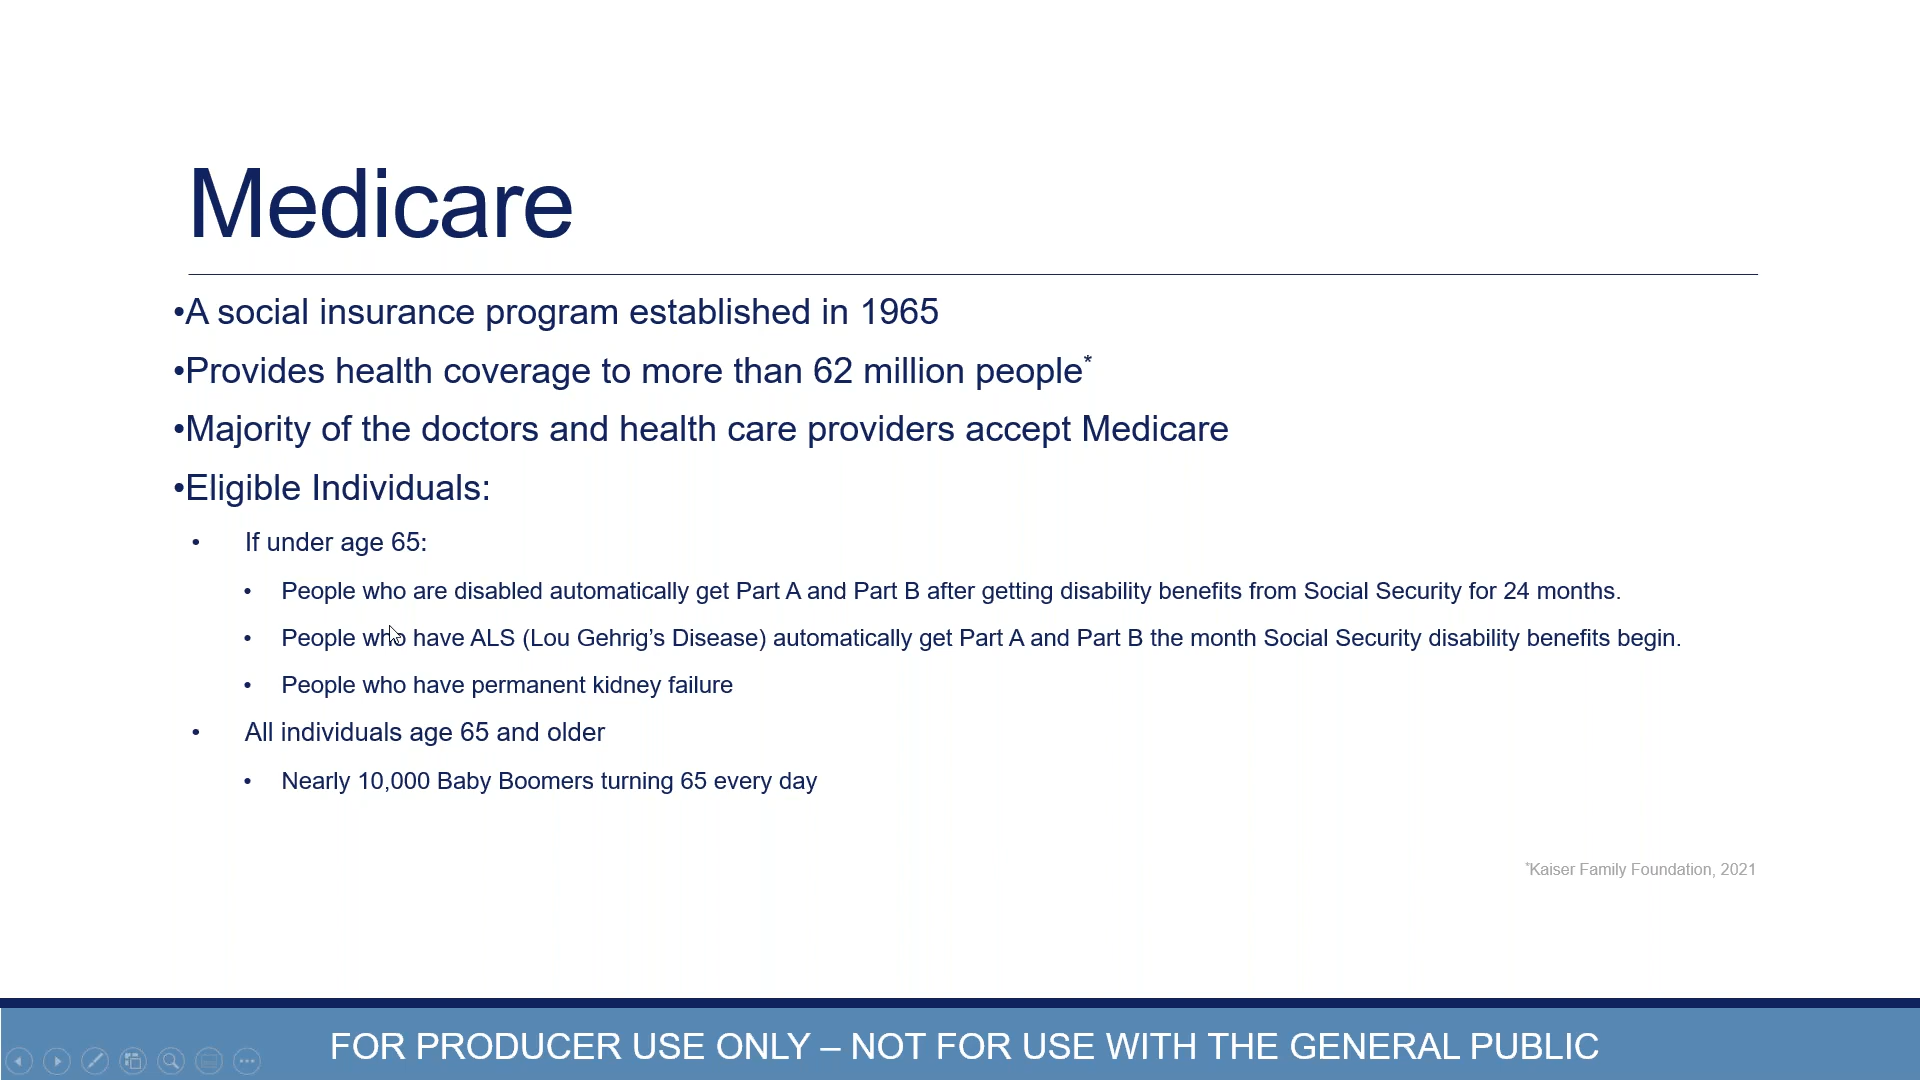 Medicare
•A social insurance program established in 1965
•Provides health coverage to more than 62 million people*
•Majority of the doctors and health care providers accept Medicare
•Eligible Individuals:
• If under age 65:
• People who are disabled automatically get Part A and Part B after getting disability benefits from Social Security for 24 months.
• People who have ALS (Lou Gehrig’s Disease) automatically get Part A and Part B the month Social Security disability benefits begin.
• People who have permanent kidney failure
• All individuals age 65 and older
• Nearly 10,000 Baby Boomers turning 65 every day
*Kaiser Family Foundation, 2021
FOR PRODUCER USE ONLY – NOT FOR USE WITH THE GENERAL PUBLIC